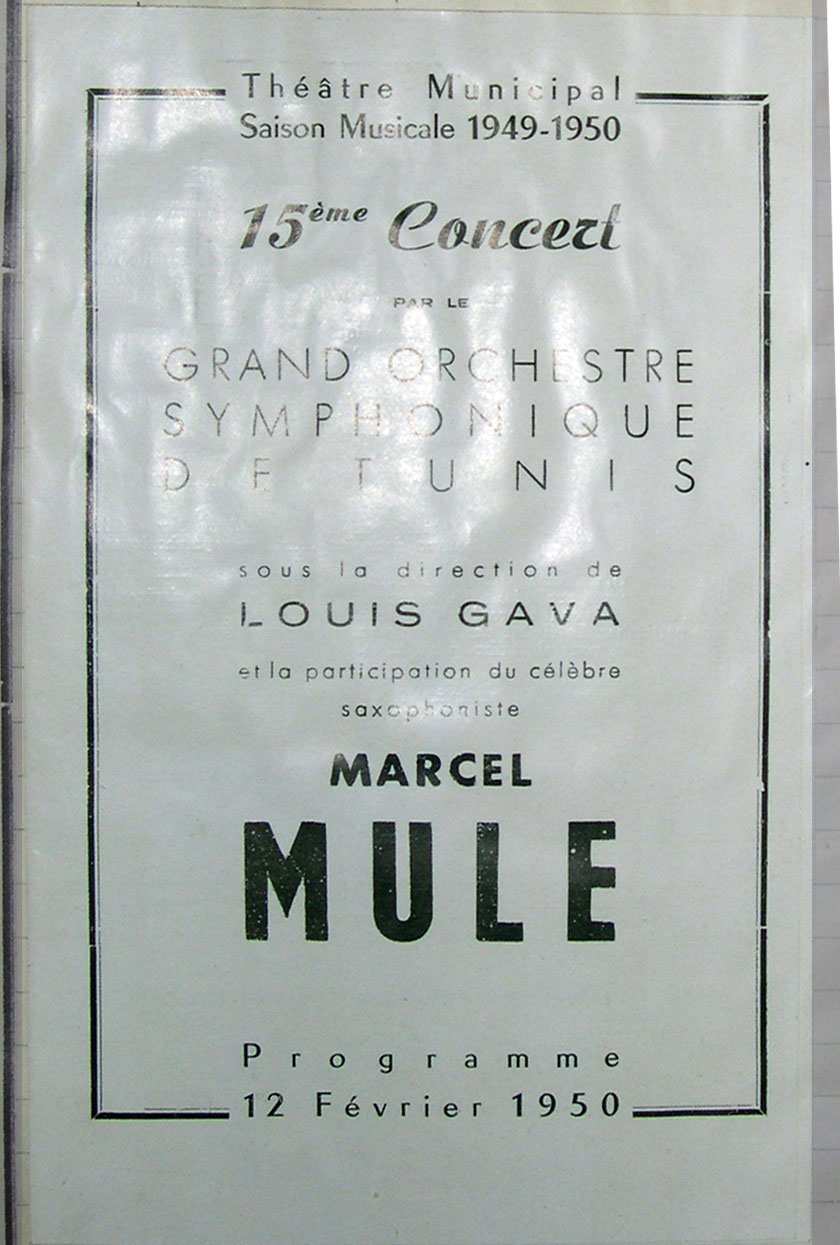 Théâtre Municipal
Saison Musicale 1949-1950
15ème Concert
PAR LE
GRAND ORCHESTRE
SYMPHONIQUE
DE TUNIS
sous la direction de
LOUIS GAVA
et la participation du célèbre
saxophoniste
MARCEL
MULE
Programme
12 Février 1950